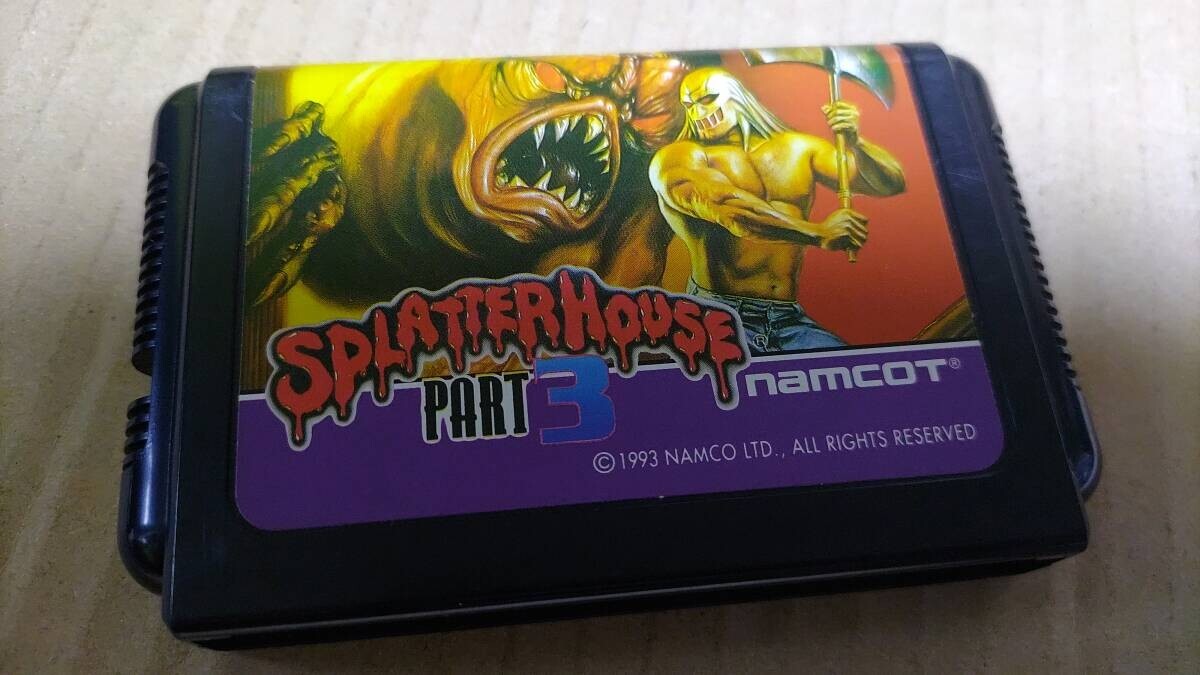 SPLATTERHOUSE®
PART 3
namcot®
© 1993 NAMCO LTD., ALL RIGHTS RESERVED